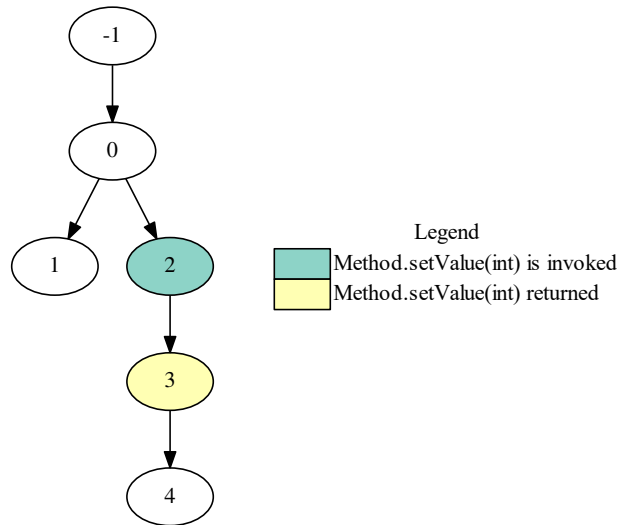 -1
0
1
2
3
4
Legend
Method.setValue(int) is invoked
Method.setValue(int) returned